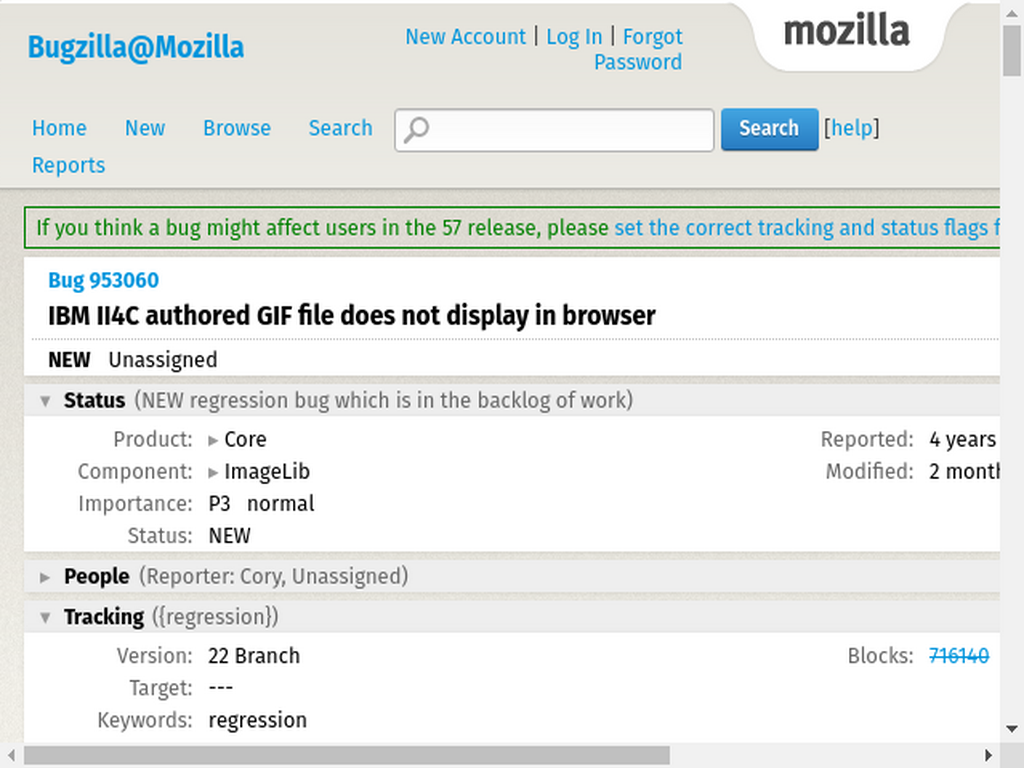 Bugzilla@Mozilla
New Account | Log In | Forgot
Password
mozilla
Home New Browse Search Search [help]
Reports
If you think a bug might affect users in the 57 release, please set the correct tracking and status flags f
Bug 953060
IBM II4C authored GIF file does not display in browser
NEW Unassigned
▾ Status (NEW regression bug which is in the backlog of work)
Product: ▸ Core Reported: 4 years
Component: ▸ ImageLib Modified: 2 month
Importance: P3 normal
Status: NEW
▸ People (Reporter: Cory, Unassigned)
▾ Tracking ({regression})
Version: 22 Branch Blocks: 716140
Target: ---
Keywords: regression